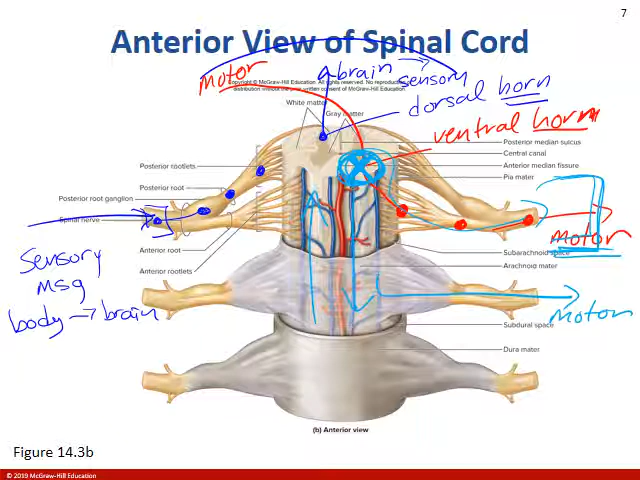 7
Anterior View of Spinal Cord
motor
brain → sensory
Copyright © McGraw-Hill Education. All rights reserved. No reproduction
distribution without the prior written consent of McGraw-Hill Education.
dorsal horn
White matter
Gray matter
ventral horn
Posterior median sulcus
Central canal
Anterior median fissure
Pia mater
Posterior rootlets
Posterior root
Posterior root ganglion
Spinal nerve
Anterior root
Anterior rootlets
motor
Sensory
msg
body → brain
Subarachnoid space
Arachnoid mater
motor
Subdural space
Dura mater
(b) Anterior view
Figure 14.3b
© 2019 McGraw-Hill Education